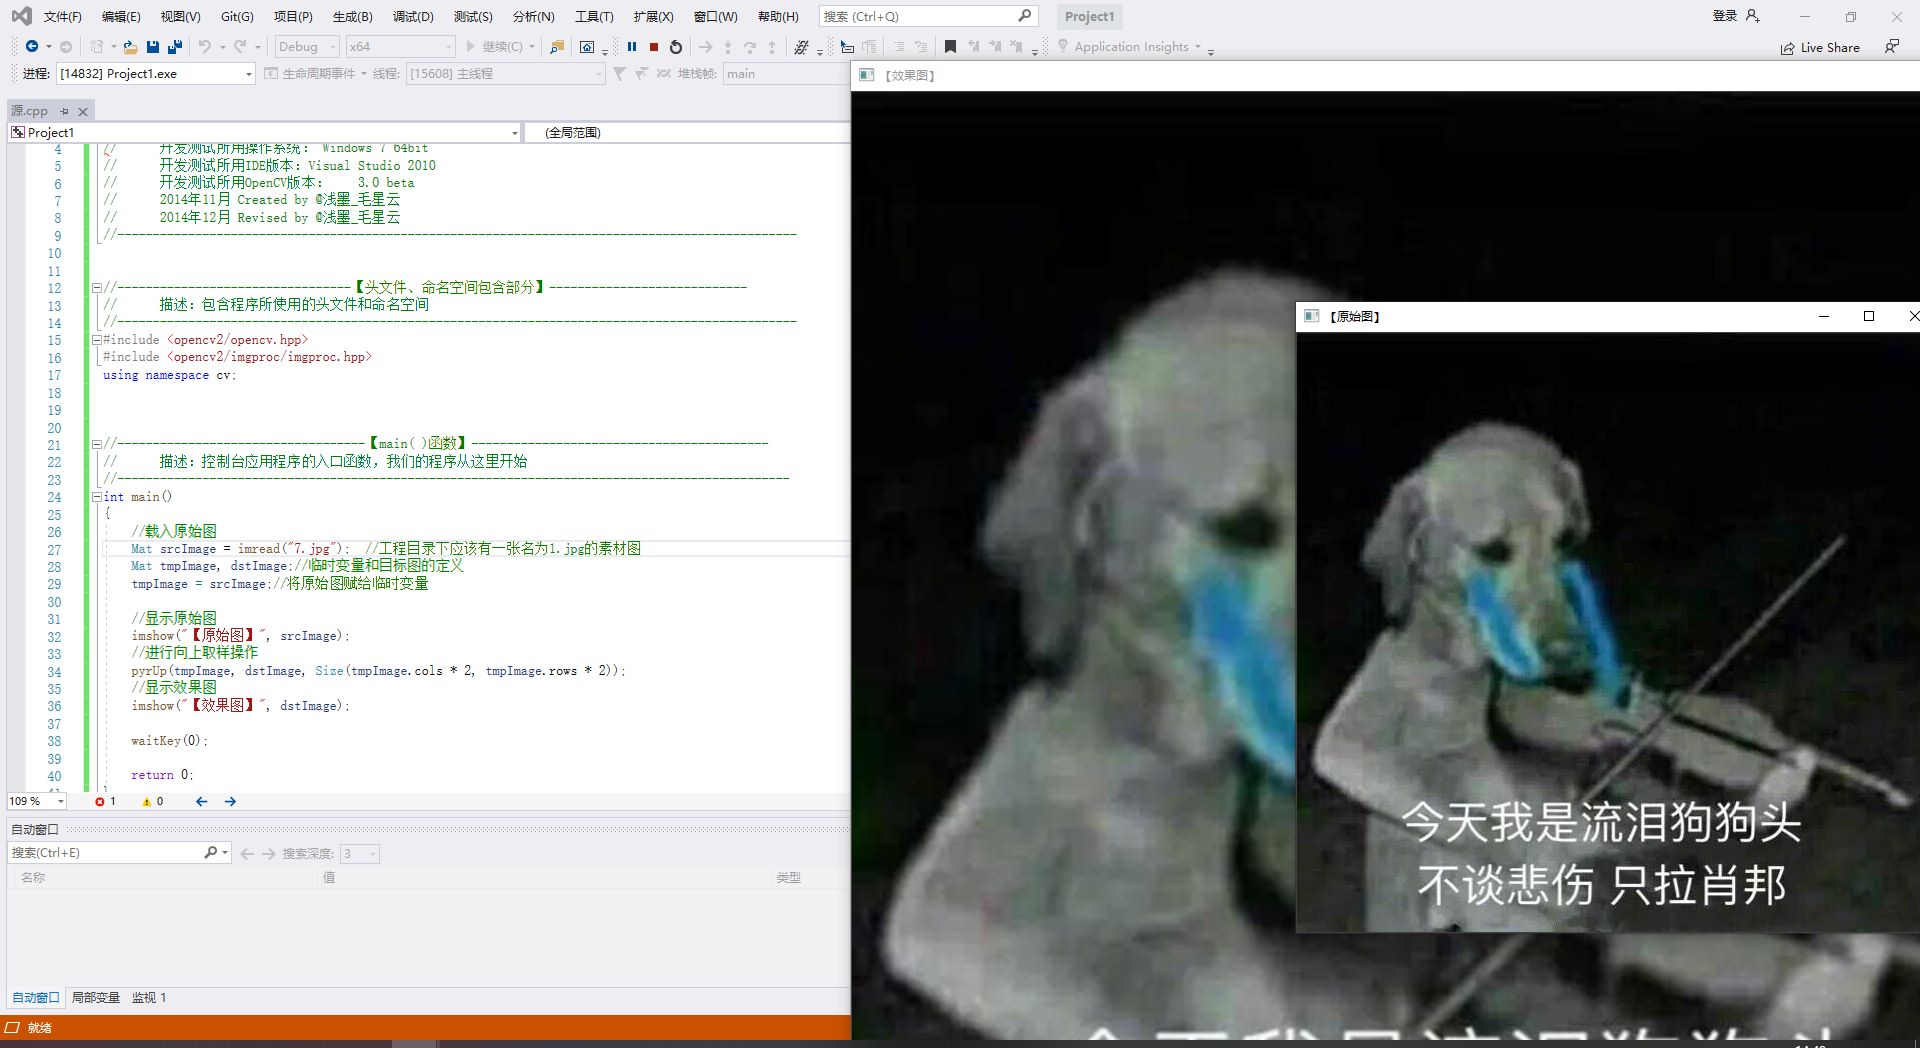 文件(F) 编辑(E) 视图(V) Git(G) 项目(P) 生成(B) 调试(D) 测试(S) 分析(N) 工具(T) 扩展(X) 窗口(W) 帮助(H) 搜索 (Ctrl+Q) Project1 登录
Debug x64 继续(C) Application Insights Live Share
进程: [14832] Project1.exe 生命周期事件 线程: [15608] 主线程 堆栈帧: main
源.cpp
Project1 (全局范围)
4 // 开发测试所用操作系统: Windows 7 64bit
5 // 开发测试所用IDE版本: Visual Studio 2010
6 // 开发测试所用OpenCV版本: 3.0 beta
7 // 2014年11月 Created by @浅墨_毛星云
8 // 2014年12月 Revised by @浅墨_毛星云
9 //------------------------------------------------------------------------------------------------
10
11
12 //---------------------------------【头文件、命名空间包含部分】----------------------------
13 // 描述: 包含程序所使用的头文件和命名空间
14 //------------------------------------------------------------------------------------------------
15 #include <opencv2/opencv.hpp>
16 #include <opencv2/imgproc/imgproc.hpp>
17 using namespace cv;
18
19
20
21 //-----------------------------------【main( )函数】------------------------------------------
22 // 描述: 控制台应用程序的入口函数, 我们的程序从这里开始
23 //-----------------------------------------------------------------------------------------------
24 int main()
25 {
26 //载入原始图
27 Mat srcImage = imread("7.jpg"); //工程目录下应该有一张名为1.jpg的素材图
28 Mat tmpImage, dstImage;//临时变量和目标图的定义
29 tmpImage = srcImage;//将原始图赋给临时变量
30
31 //显示原始图
32 imshow("【原始图】", srcImage);
33 //进行向上取样操作
34 pyrUp(tmpImage, dstImage, Size(tmpImage.cols * 2, tmpImage.rows * 2));
35 //显示效果图
36 imshow("【效果图】", dstImage);
37
38 waitKey(0);
39
40 return 0;
109 % 1 0
自动窗口
搜索(Ctrl+E) 搜索深度: 3
名称 值 类型
自动窗口 局部变量 监视 1
就绪
【效果图】
【原始图】
今天我是流泪狗狗头
不谈悲伤 只拉肖邦
今天我是流泪狗狗头